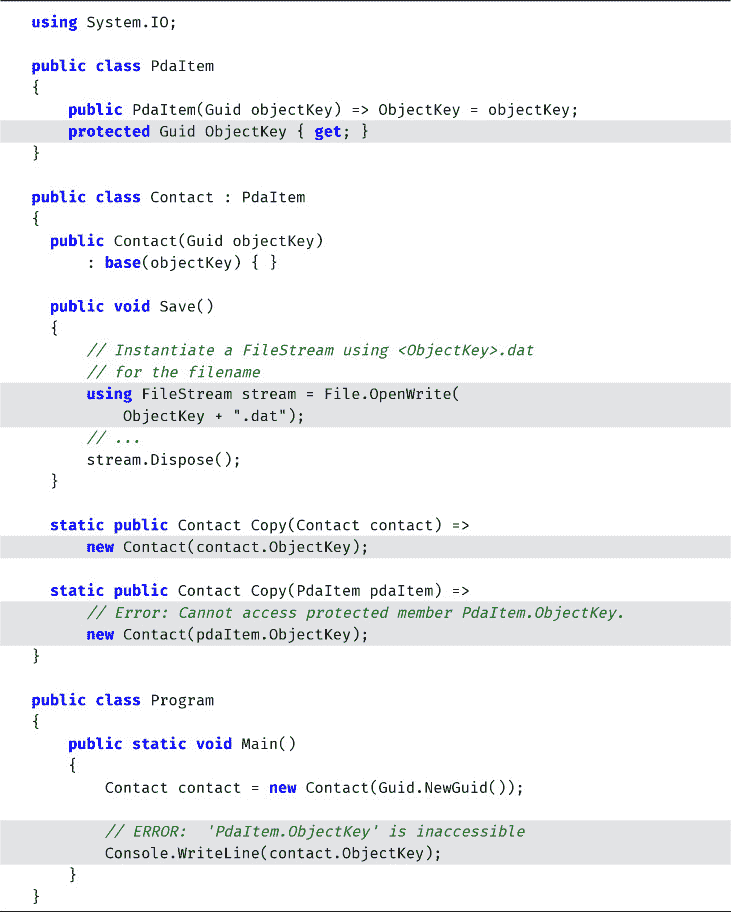 using System.IO;
public class PdaItem
{
    public PdaItem(Guid objectKey) => ObjectKey = objectKey;
    protected Guid ObjectKey { get; }
}
public class Contact : PdaItem
{
  public Contact(Guid objectKey)
      : base(objectKey) { }
  public void Save()
  {
      // Instantiate a FileStream using <ObjectKey>.dat
      // for the filename
      using FileStream stream = File.OpenWrite(
          ObjectKey + ".dat");
      // ...
      stream.Dispose();
  }
  static public Contact Copy(Contact contact) =>
      new Contact(contact.ObjectKey);
  static public Contact Copy(PdaItem pdaItem) =>
      // Error: Cannot access protected member PdaItem.ObjectKey.
      new Contact(pdaItem.ObjectKey);
}
public class Program
{
    public static void Main()
    {
        Contact contact = new Contact(Guid.NewGuid());
        // ERROR:  'PdaItem.ObjectKey' is inaccessible
        Console.WriteLine(contact.ObjectKey);
    }
}